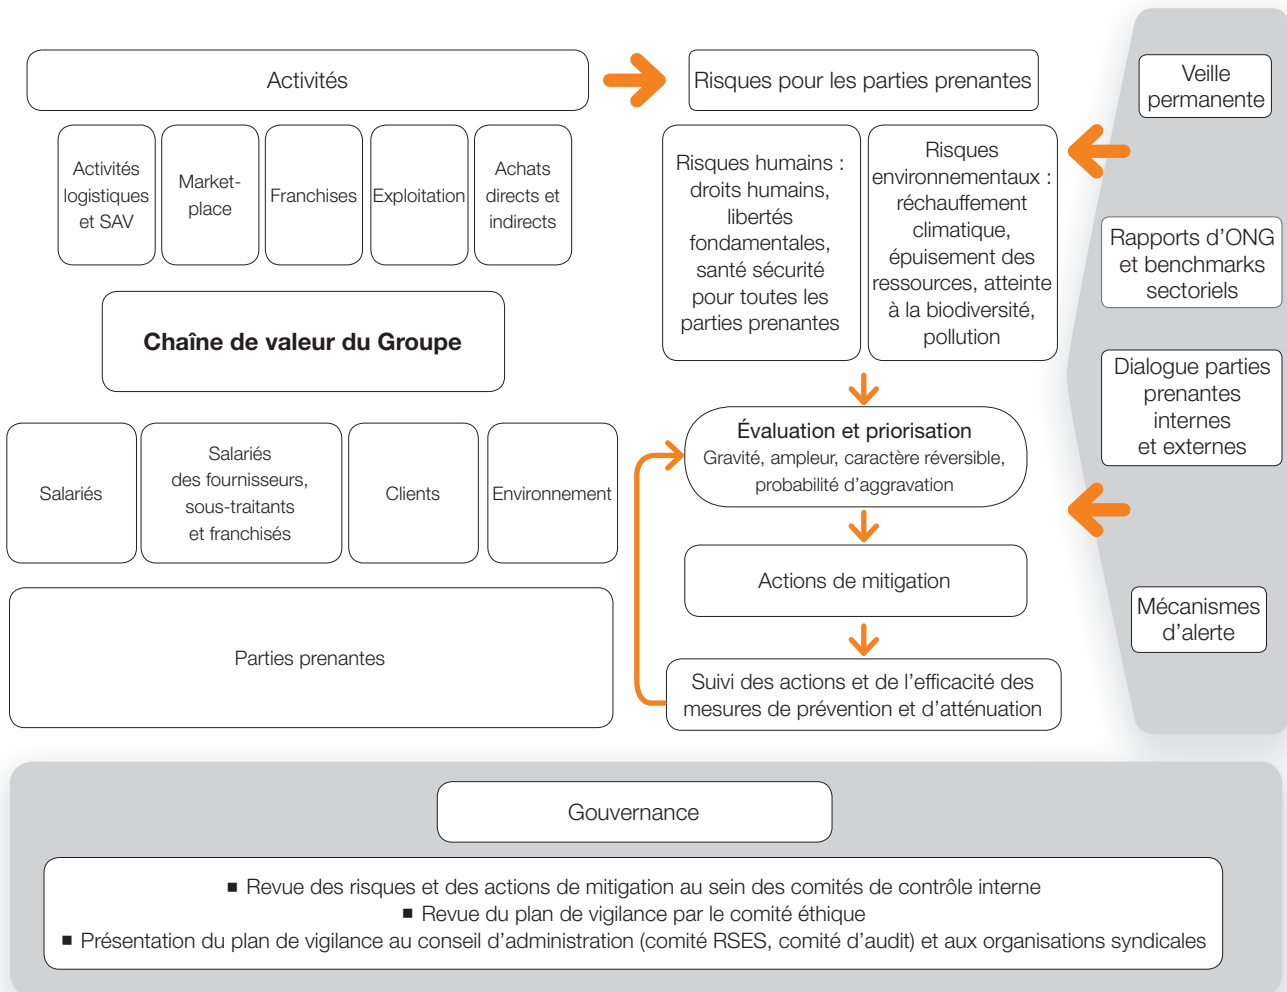 Activités
Activités
logistiques
et SAV
Market-
place
Franchises
Exploitation
Achats
directs et
indirects
Chaîne de valeur du Groupe
Salariés
Salariés
des fournisseurs,
sous-traitants
et franchisés
Clients
Environnement
Parties prenantes
Risques pour les parties prenantes
Risques humains :
droits humains,
libertés
fondamentales,
santé sécurité
pour toutes les
parties prenantes
Risques
environnementaux :
réchauffement
climatique,
épuisement des
ressources, atteinte
à la biodiversité,
pollution
Évaluation et priorisation
Gravité, ampleur, caractère réversible,
probabilité d'aggravation
Actions de mitigation
Suivi des actions et de l'efficacité des
mesures de prévention et d'atténuation
Veille
permanente
Rapports d'ONG
et benchmarks
sectoriels
Dialogue parties
prenantes
internes
et externes
Mécanismes
d'alerte
Gouvernance
■ Revue des risques et des actions de mitigation au sein des comités de contrôle interne
■ Revue du plan de vigilance par le comité éthique
■ Présentation du plan de vigilance au conseil d'administration (comité RSES, comité d'audit) et aux organisations syndicales